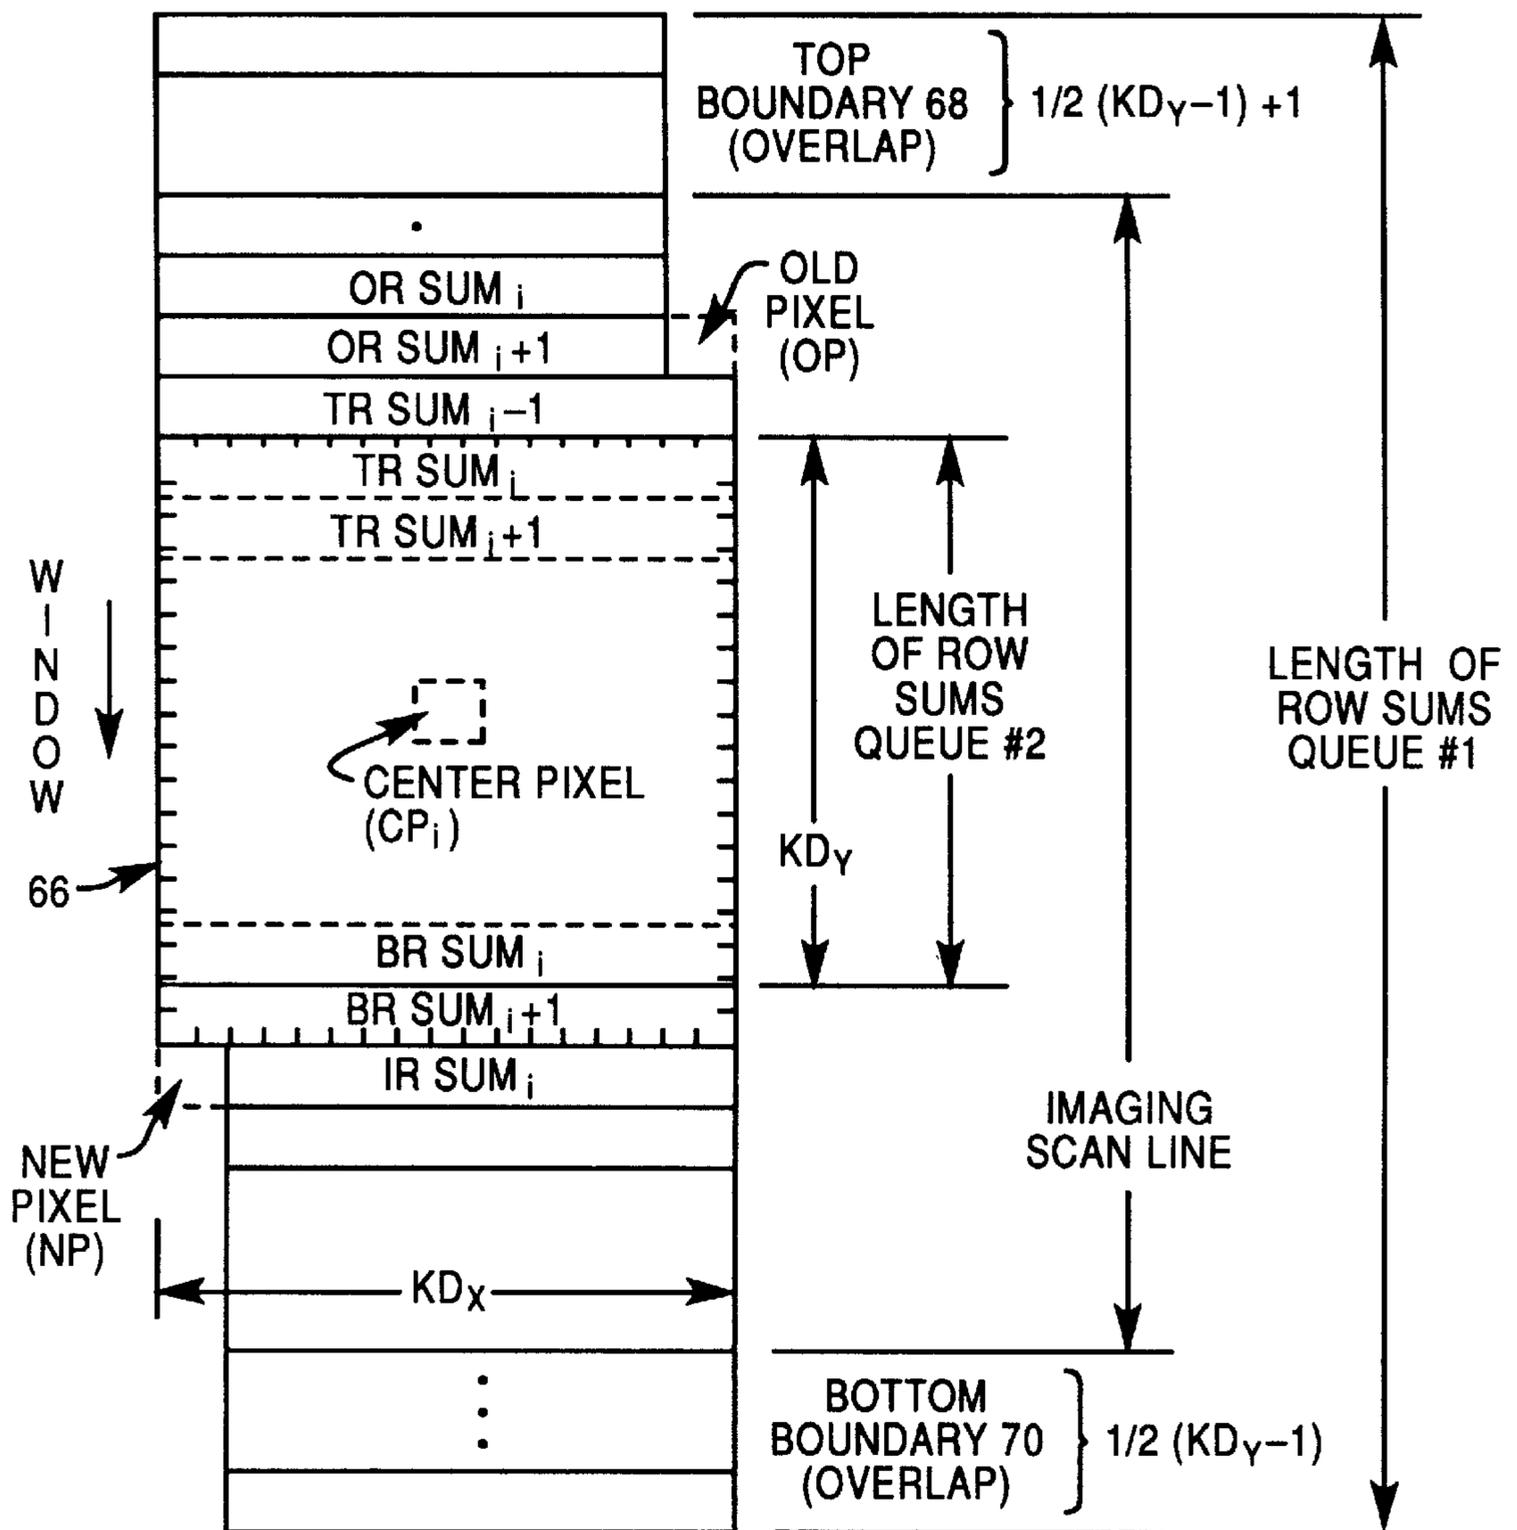 TOP
BOUNDARY 68
(OVERLAP)
1/2 (KDY−1) +1
OR SUM i
OR SUM i+1
OLD
PIXEL
(OP)
TR SUM i−1
TR SUM i
TR SUM i+1
WINDOW
CENTER PIXEL
(CPi)
66
KDY
LENGTH
OF ROW
SUMS
QUEUE #2
LENGTH OF
ROW SUMS
QUEUE #1
BR SUM i
BR SUM i+1
IR SUM i
NEW
PIXEL
(NP)
IMAGING
SCAN LINE
KDX
BOTTOM
BOUNDARY 70
(OVERLAP)
1/2 (KDY−1)